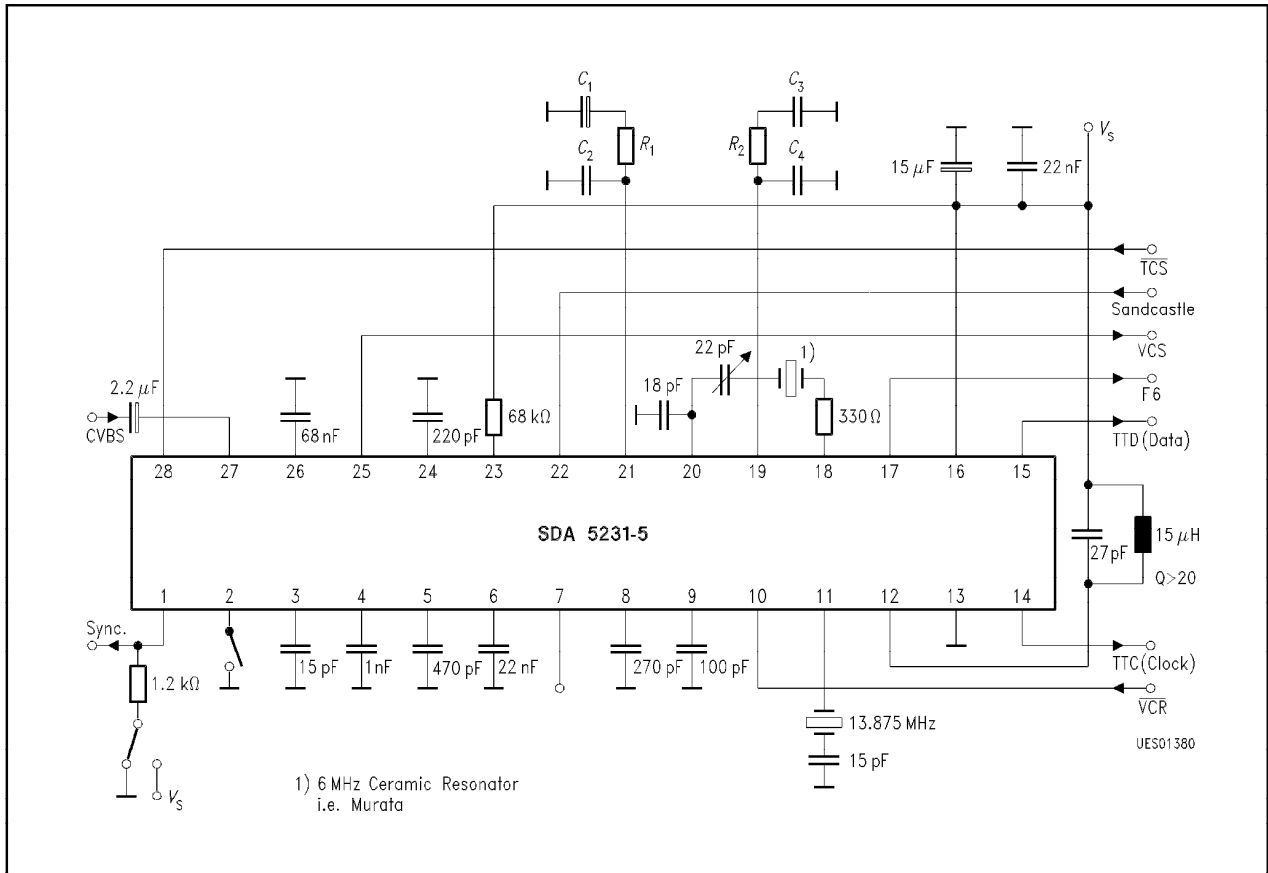 C1 C3
R1 R2
C2 C4
VS
15 µF 22 nF
TCS
Sandcastle
VCS
22 pF 1)
18 pF
F6
2.2 µF
CVBS
68 nF 220 pF 68 kΩ 330 Ω
TTD (Data)
28 27 26 25 24 23 22 21 20 19 18 17 16 15
SDA 5231-5
27 pF 15 µH
Q>20
1 2 3 4 5 6 7 8 9 10 11 12 13 14
Sync.
15 pF 1 nF 470 pF 22 nF 270 pF 100 pF
TTC (Clock)
1.2 kΩ
VCR
13.875 MHz
15 pF
UES01380
VS
1) 6 MHz Ceramic Resonator
i.e. Murata